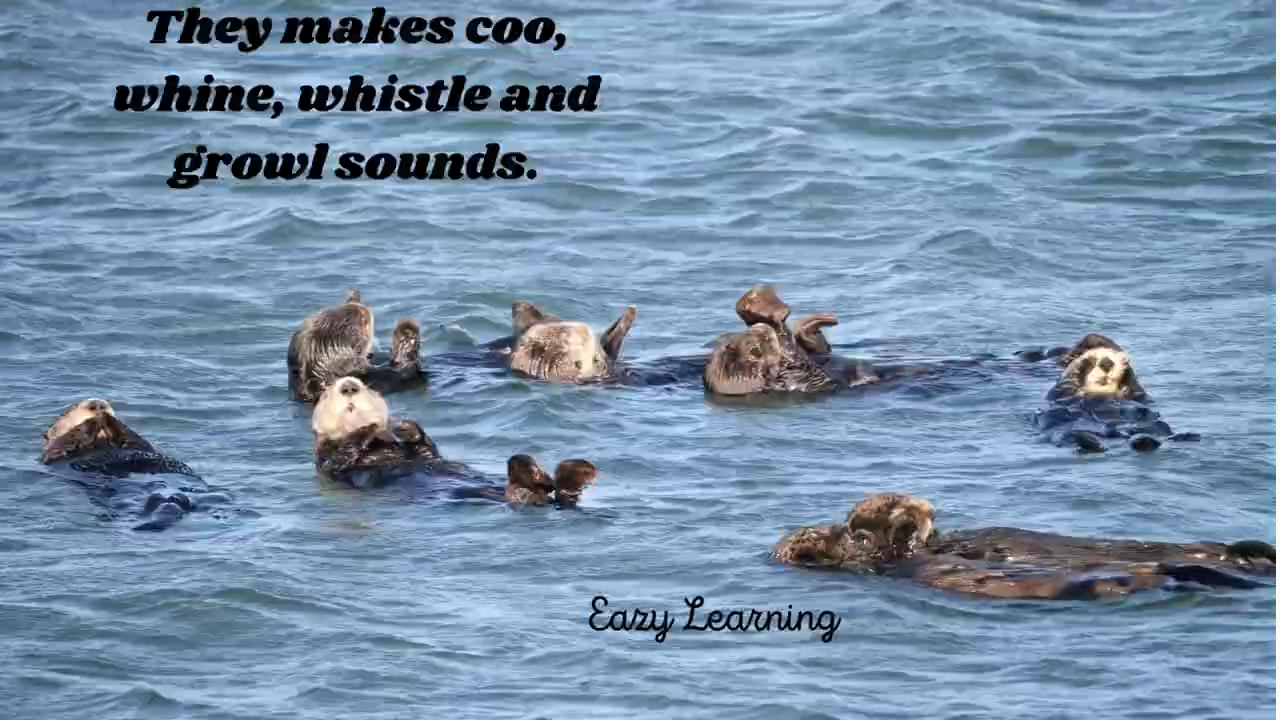 They makes coo,
whine, whistle and
growl sounds.
Eazy Learning